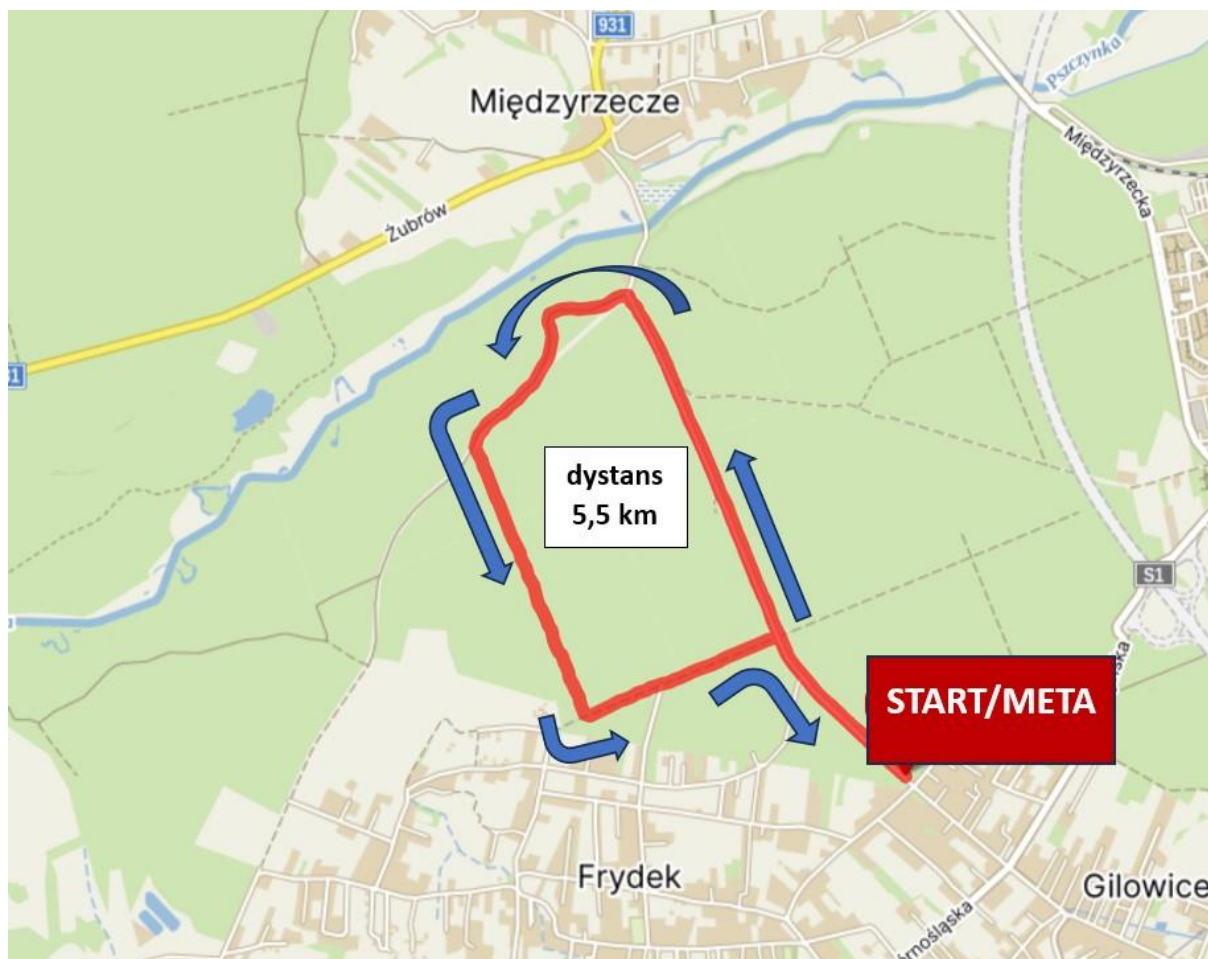 931
Międzyrzecze
Pszczynka
Międzyrzecka
Żubrów
dystans
5,5 km
S1
START/META
Frydek
Gilowice